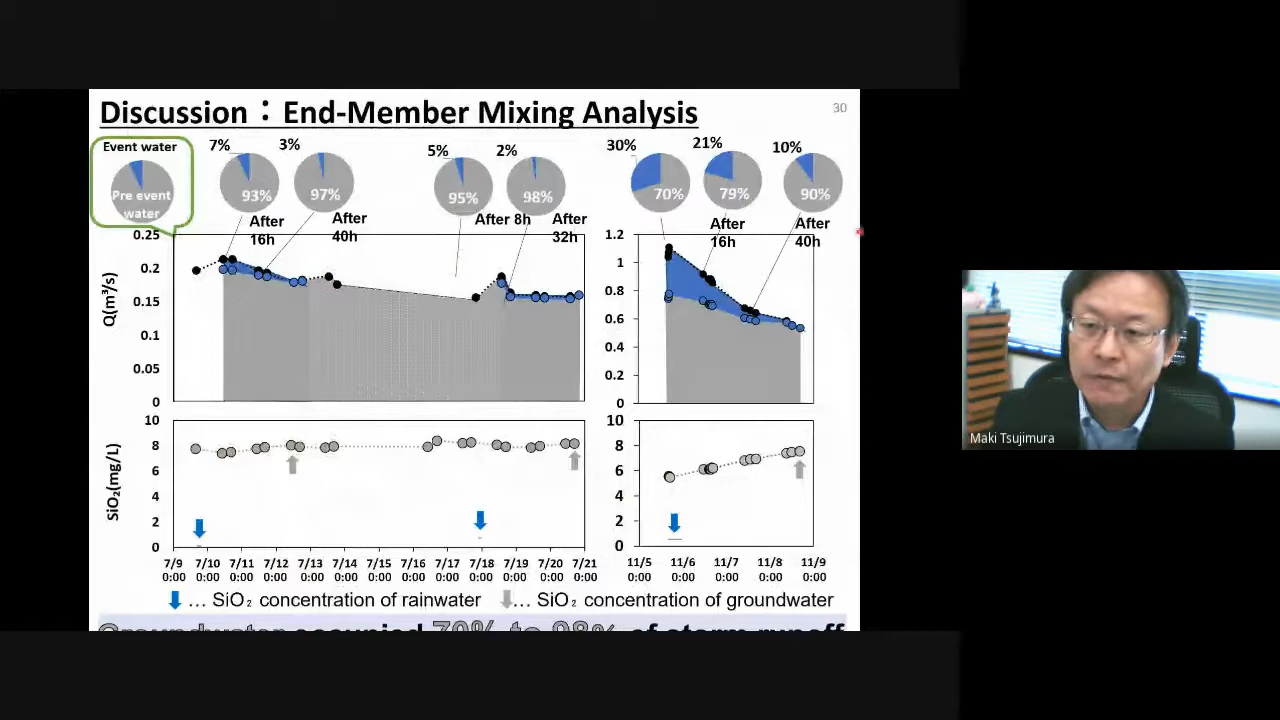 Discussion：End-Member Mixing Analysis
30
Event water
Pre event
water
7%
93%
After
16h
3%
97%
After
40h
5%
95%
After 8h
2%
98%
After
32h
30%
70%
21%
79%
After
16h
10%
90%
After
40h
Q(m³/s)
0.25
0.2
0.15
0.1
0.05
0
1.2
1
0.8
0.6
0.4
0.2
0
SiO₂(mg/L)
10
8
6
4
2
0
10
8
6
4
2
0
7/9 7/10 7/11 7/12 7/13 7/14 7/15 7/16 7/17 7/18 7/19 7/20 7/21
0:00 0:00 0:00 0:00 0:00 0:00 0:00 0:00 0:00 0:00 0:00 0:00 0:00
11/5 11/6 11/7 11/8 11/9
0:00 0:00 0:00 0:00 0:00
… SiO₂ concentration of rainwater
… SiO₂ concentration of groundwater
Groundwater occupied 70% to 98% of storm runoff
Maki Tsujimura